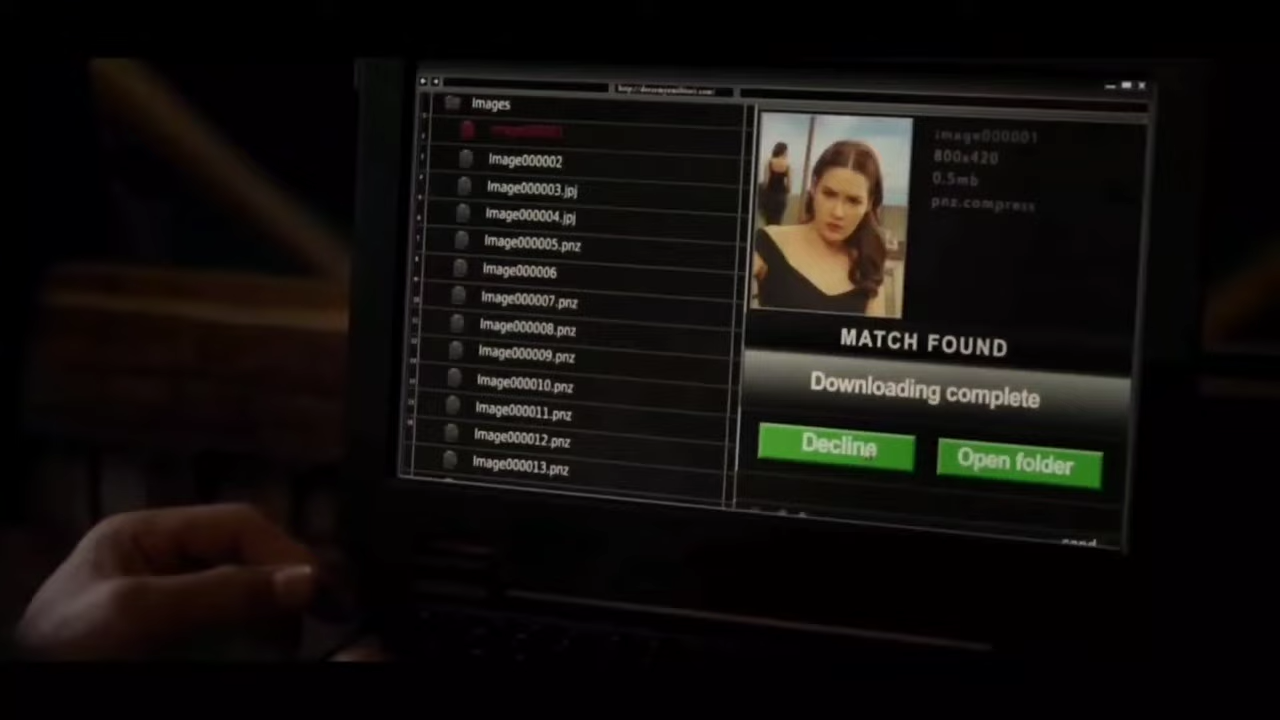 Images
Image000002
Image000003.jpj
Image000004.jpj
Image000005.pnz
Image000006
Image000007.pnz
Image000008.pnz
Image000009.pnz
Image000010.pnz
Image000011.pnz
Image000012.pnz
Image000013.pnz
image000001
800x420
0.5mb
pnz.compress
MATCH FOUND
Downloading complete
Decline
Open folder
send